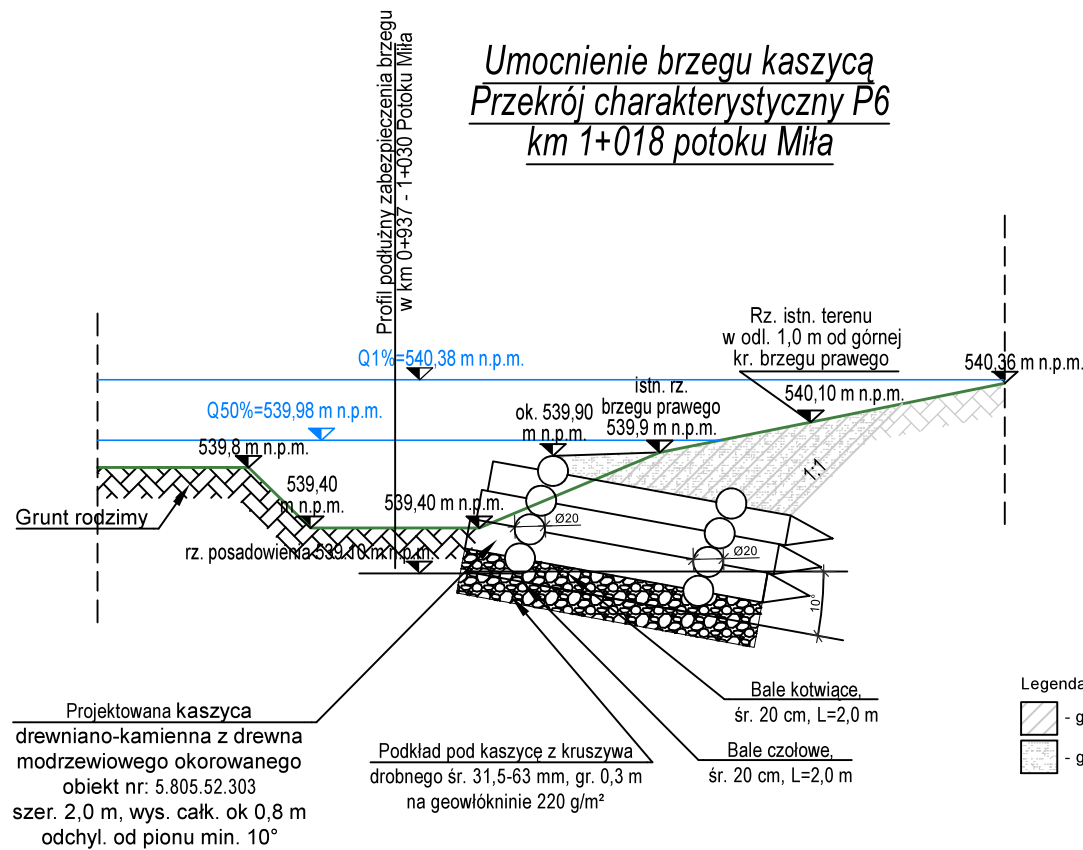 Umocnienie brzegu kaszycą
Przekrój charakterystyczny P6
km 1+018 potoku Miła
Profil podłużny zabezpieczenia brzegu
w km 0+937 - 1+030 Potoku Miła
Rz. istn. terenu
w odl. 1,0 m od górnej
kr. brzegu prawego
Q1%=540,38 m n.p.m.
540,36 m n.p.m.
istn. rz.
brzegu prawego
539,9 m n.p.m.
540,10 m n.p.m.
Q50%=539,98 m n.p.m.
ok. 539,90
m n.p.m.
539,8 m n.p.m.
1:1
539,40
m n.p.m.
539,40 m n.p.m.
Grunt rodzimy
Ø20
Ø20
rz. posadowienia 539,10 m n.p.m.
10°
Projektowana kaszyca
drewniano-kamienna z drewna
modrzewiowego okorowanego
obiekt nr: 5.805.52.303
szer. 2,0 m, wys. całk. ok 0,8 m
odchyl. od pionu min. 10°
Podkład pod kaszycę z kruszywa
drobnego śr. 31,5-63 mm, gr. 0,3 m
na geowłókninie 220 g/m²
Bale kotwiące,
śr. 20 cm, L=2,0 m
Bale czołowe,
śr. 20 cm, L=2,0 m
Legenda
- g
- g